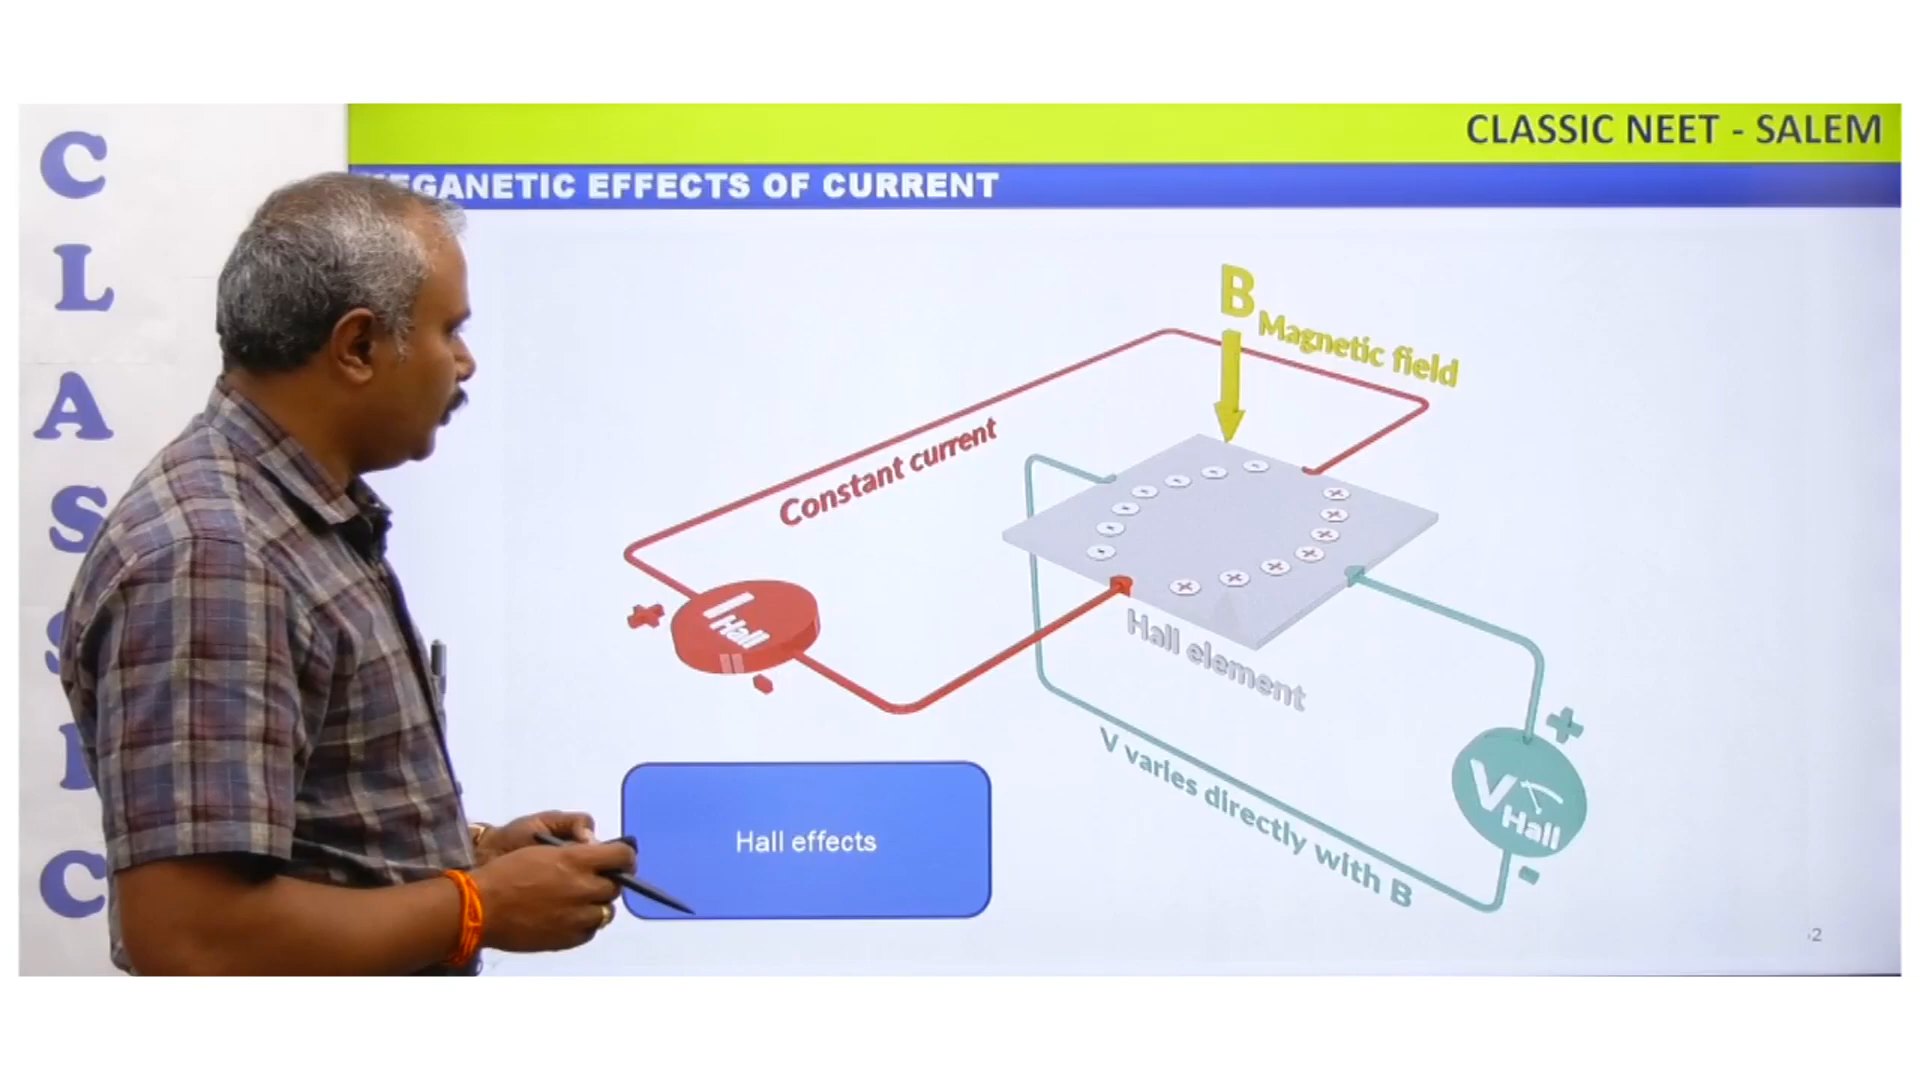 CLASSIC NEET - SALEM
EGANETIC EFFECTS OF CURRENT
C
L
A
S
S
I
C
B
Magnetic field
Constant current
I Hall
+
-
Hall element
V varies directly with B
V Hall
+
-
Hall effects
2